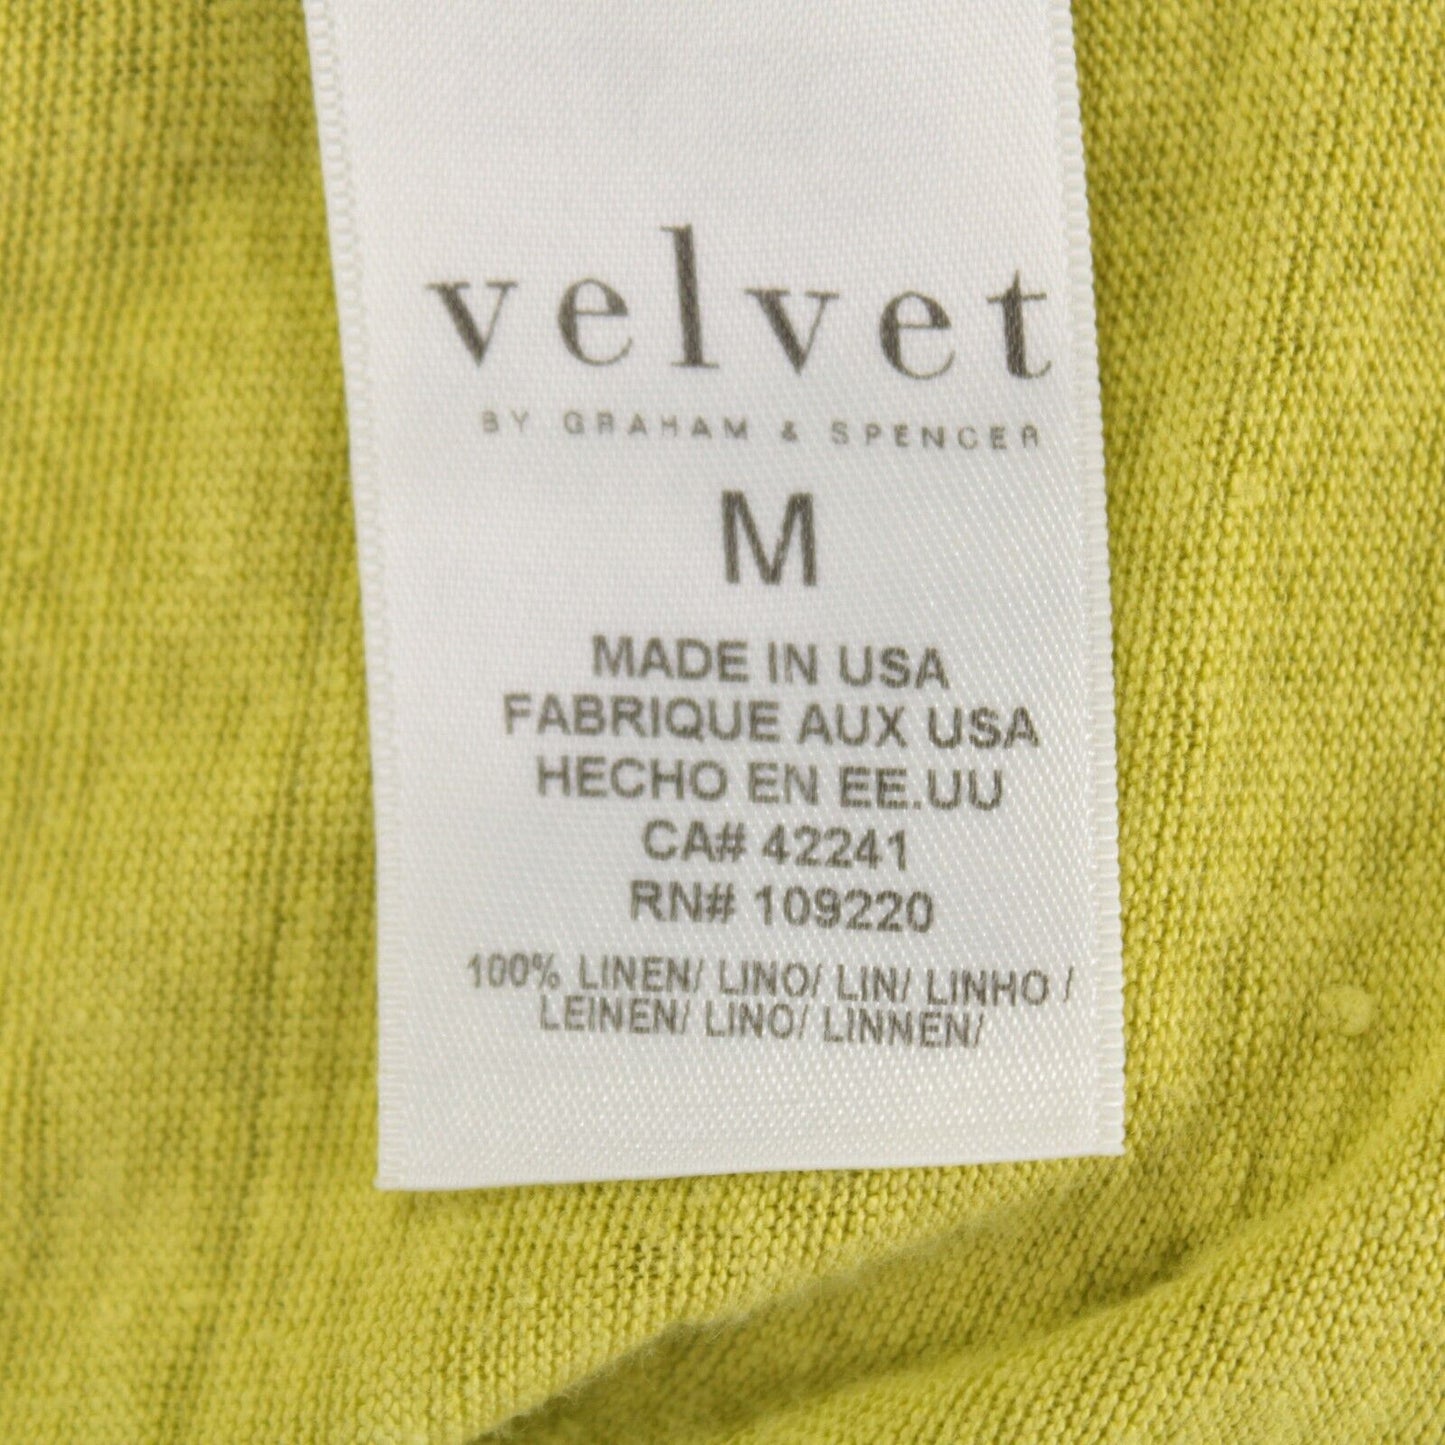 velvet
BY GRAHAM & SPENCER
M
MADE IN USA
FABRIQUE AUX USA
HECHO EN EE.UU
CA# 42241
RN# 109220
100% LINEN/ LINO/ LIN/ LINHO /
LEINEN/ LINO/ LINNEN/